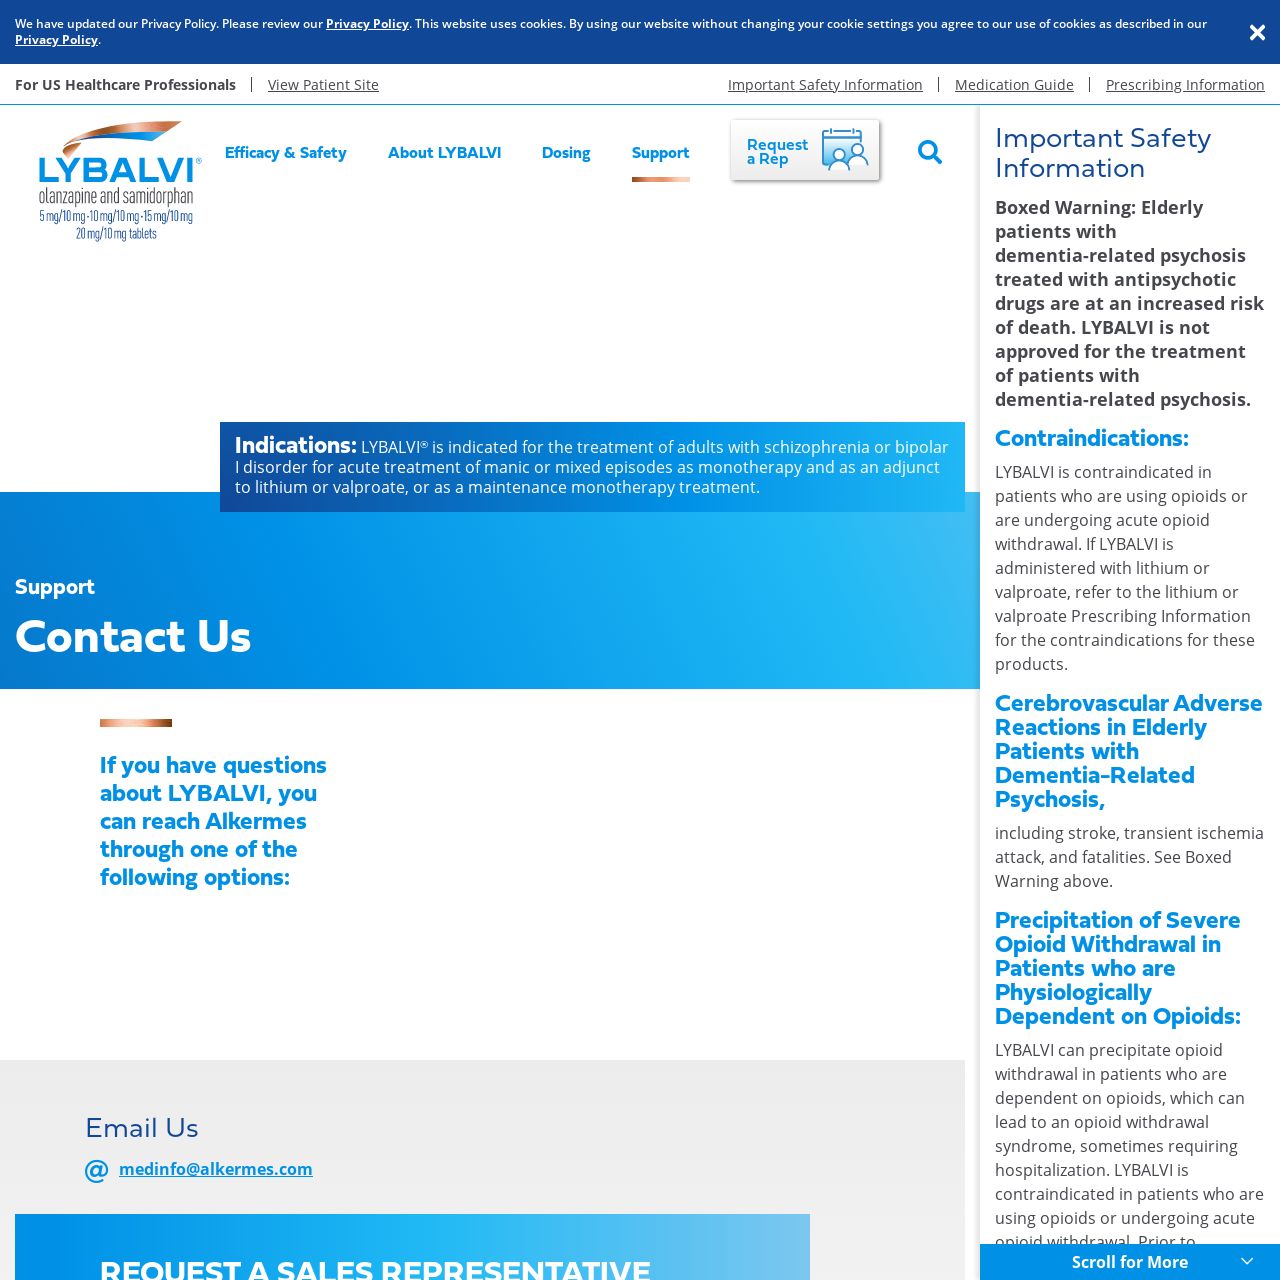 We have updated our Privacy Policy. Please review our Privacy Policy. This website uses cookies. By using our website without changing your cookie settings you agree to our use of cookies as described in our
Privacy Policy.
For US Healthcare Professionals
View Patient Site
Important Safety Information
Medication Guide
Prescribing Information
LYBALVI®
olanzapine and samidorphan
5 mg/10 mg · 10 mg/10 mg · 15 mg/10 mg
20 mg/10 mg tablets
Efficacy & Safety
About LYBALVI
Dosing
Support
Request
a Rep
Indications: LYBALVI® is indicated for the treatment of adults with schizophrenia or bipolar
I disorder for acute treatment of manic or mixed episodes as monotherapy and as an adjunct
to lithium or valproate, or as a maintenance monotherapy treatment.
Support
Contact Us
If you have questions
about LYBALVI, you
can reach Alkermes
through one of the
following options:
Email Us
@ medinfo@alkermes.com
REQUEST A SALES REPRESENTATIVE
Important Safety
Information
Boxed Warning: Elderly
patients with
dementia-related psychosis
treated with antipsychotic
drugs are at an increased risk
of death. LYBALVI is not
approved for the treatment
of patients with
dementia-related psychosis.
Contraindications:
LYBALVI is contraindicated in
patients who are using opioids or
are undergoing acute opioid
withdrawal. If LYBALVI is
administered with lithium or
valproate, refer to the lithium or
valproate Prescribing Information
for the contraindications for these
products.
Cerebrovascular Adverse
Reactions in Elderly
Patients with
Dementia-Related
Psychosis,
including stroke, transient ischemia
attack, and fatalities. See Boxed
Warning above.
Precipitation of Severe
Opioid Withdrawal in
Patients who are
Physiologically
Dependent on Opioids:
LYBALVI can precipitate opioid
withdrawal in patients who are
dependent on opioids, which can
lead to an opioid withdrawal
syndrome, sometimes requiring
hospitalization. LYBALVI is
contraindicated in patients who are
using opioids or undergoing acute
opioid withdrawal. Prior to
Scroll for More